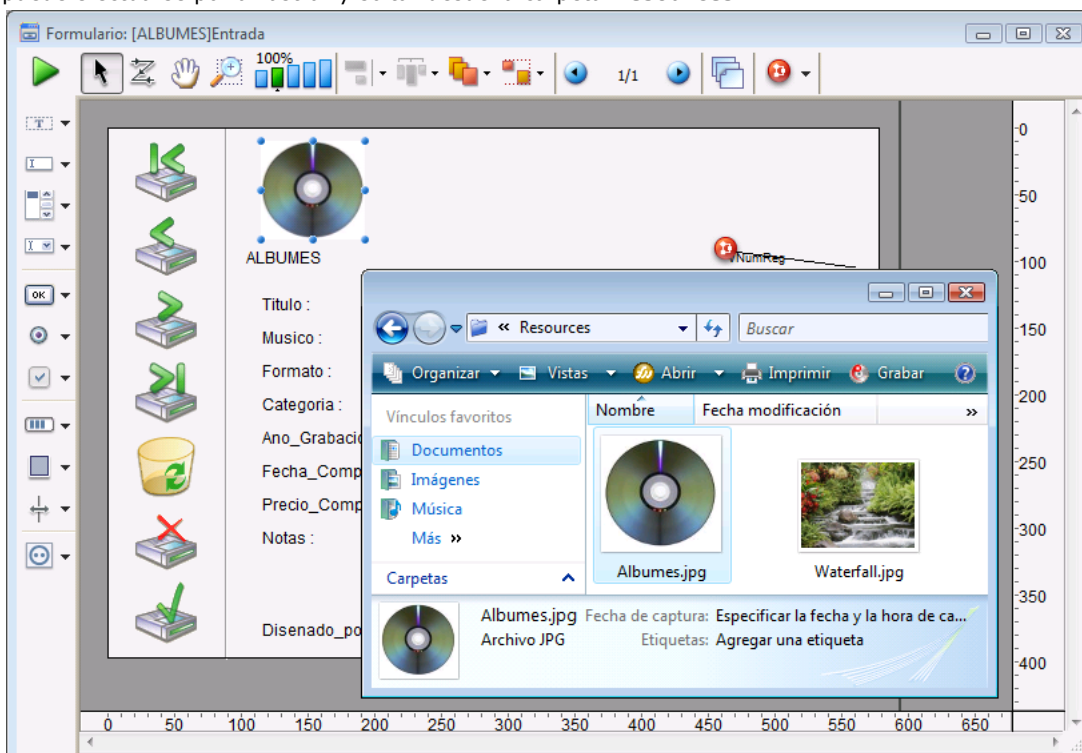 Formulario: [ALBUMES]Entrada
100%
1/1
ALBUMES
VNumReg
Titulo :
Musico :
Formato :
Categoria :
Ano_Grabacio
Fecha_Comp
Precio_Comp
Notas :
Disenado_po
OK
« Resources
Buscar
Organizar
Vistas
Abrir
Imprimir
Grabar
Vínculos favoritos
Documentos
Imágenes
Música
Más »
Carpetas
Nombre
Fecha modificación
»
Albumes.jpg
Waterfall.jpg
Albumes.jpg Fecha de captura: Especificar la fecha y la hora de ca...
Archivo JPG Etiquetas: Agregar una etiqueta
0
50
100
150
200
250
300
350
400
0 50 100 150 200 250 300 350 400 450 500 550 600 650